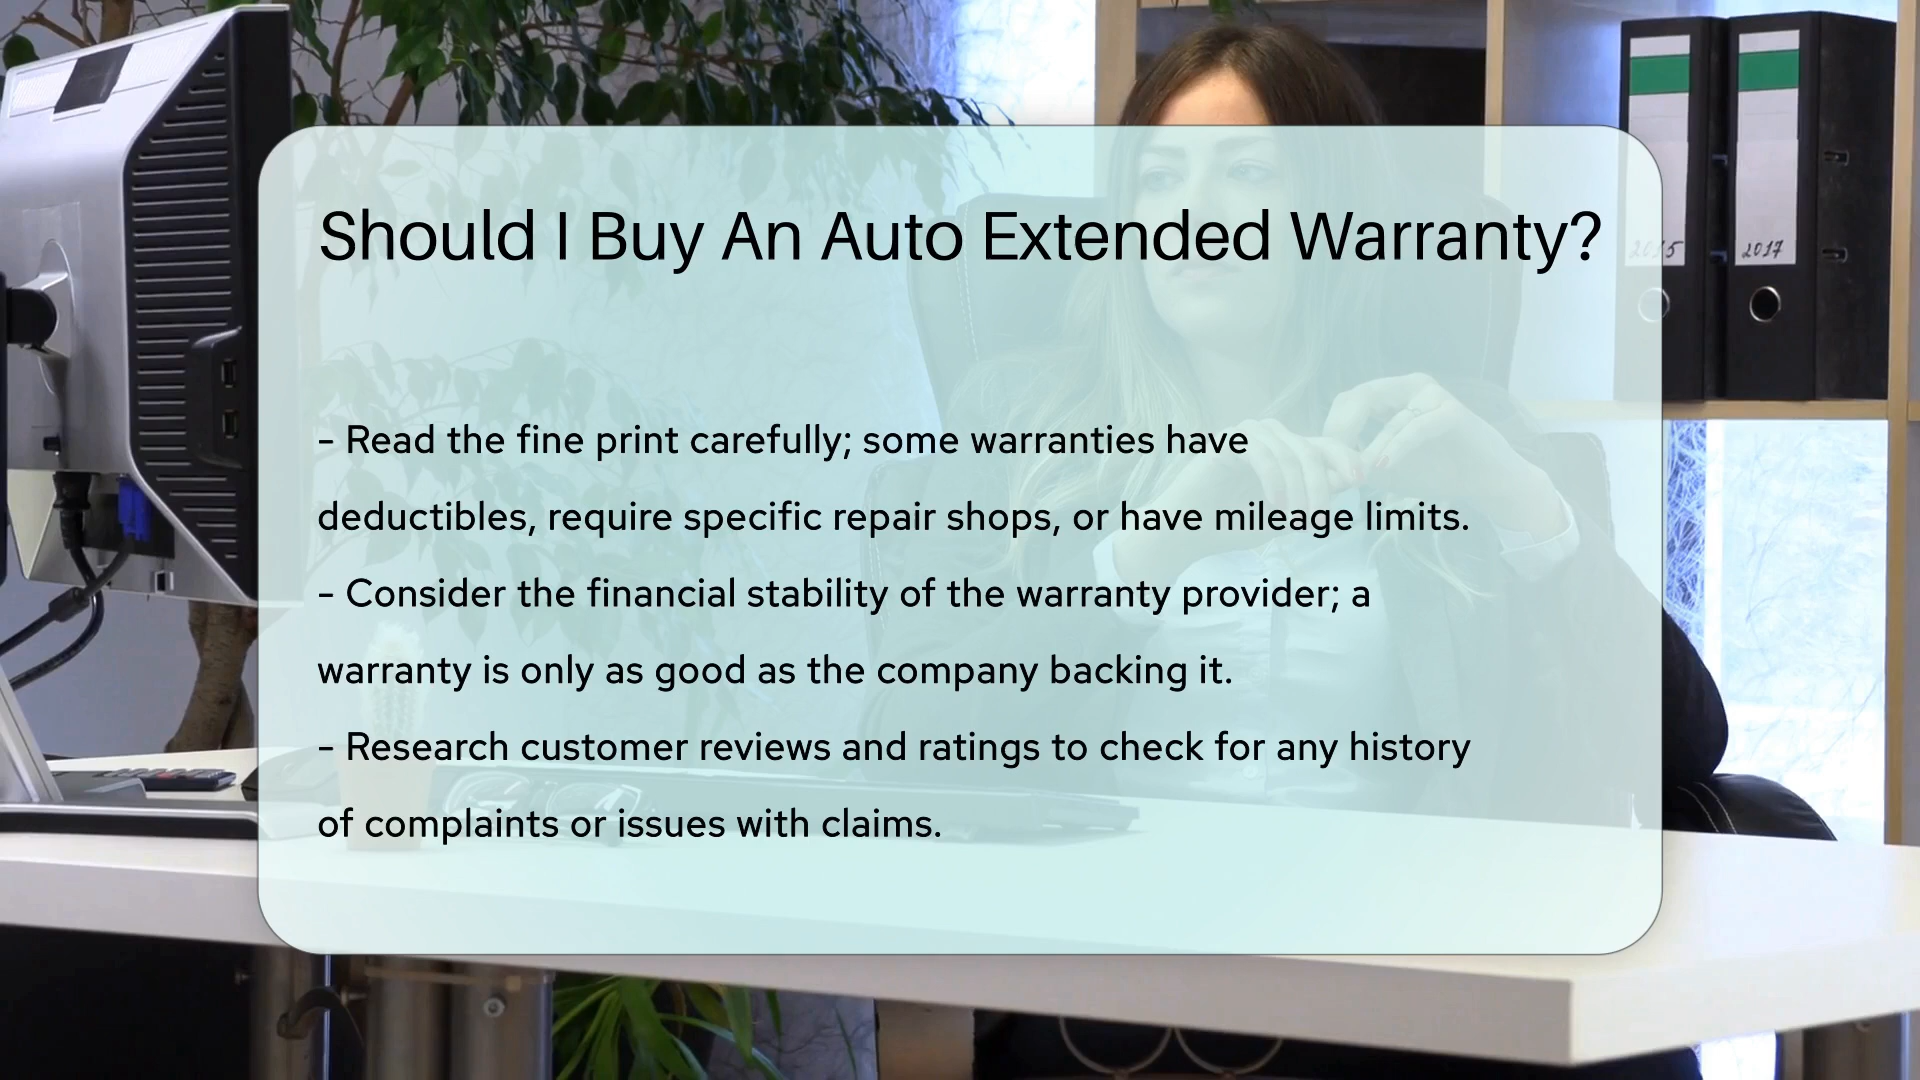 Should I Buy An Auto Extended Warranty?
2015
2017
- Read the fine print carefully; some warranties have
deductibles, require specific repair shops, or have mileage limits.
- Consider the financial stability of the warranty provider; a
warranty is only as good as the company backing it.
- Research customer reviews and ratings to check for any history
of complaints or issues with claims.